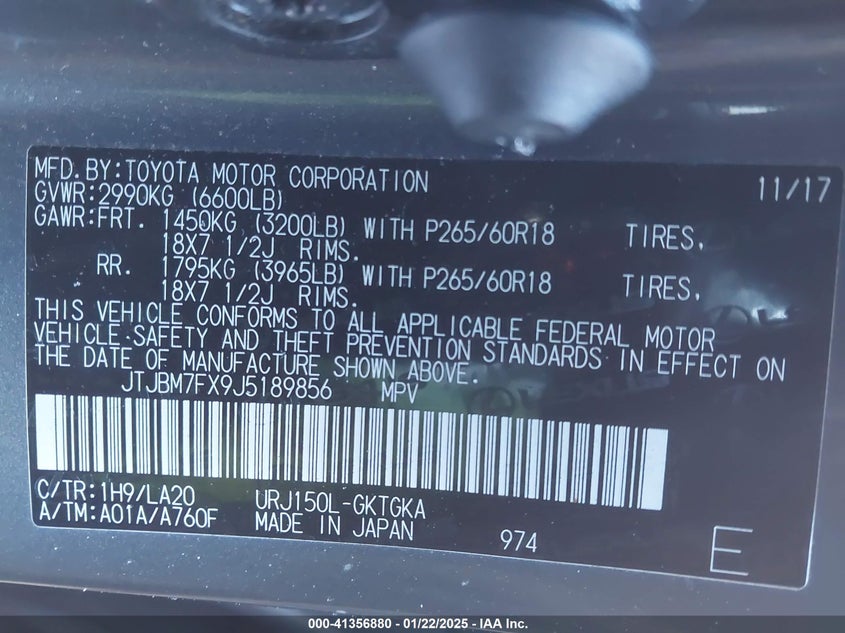 MFD.BY:TOYOTA MOTOR CORPORATION 11/17
GVWR:2990KG (6600LB)
GAWR:FRT. 1450KG (3200LB) WITH P265/60R18 TIRES,
18X7 1/2J RIMS.
RR. 1795KG (3965LB) WITH P265/60R18 TIRES,
18X7 1/2J RIMS.
THIS VEHICLE CONFORMS TO ALL APPLICABLE FEDERAL MOTOR
VEHICLE SAFETY AND THEFT PREVENTION STANDARDS IN EFFECT ON
THE DATE OF MANUFACTURE SHOWN ABOVE.
JTJBM7FX9J5189856 MPV
C/TR:1H9/LA20 URJ150L-GKTGKA
A/TM:A01A/A760F MADE IN JAPAN 974 E
000-41356880 - 01/22/2025 - IAA Inc.